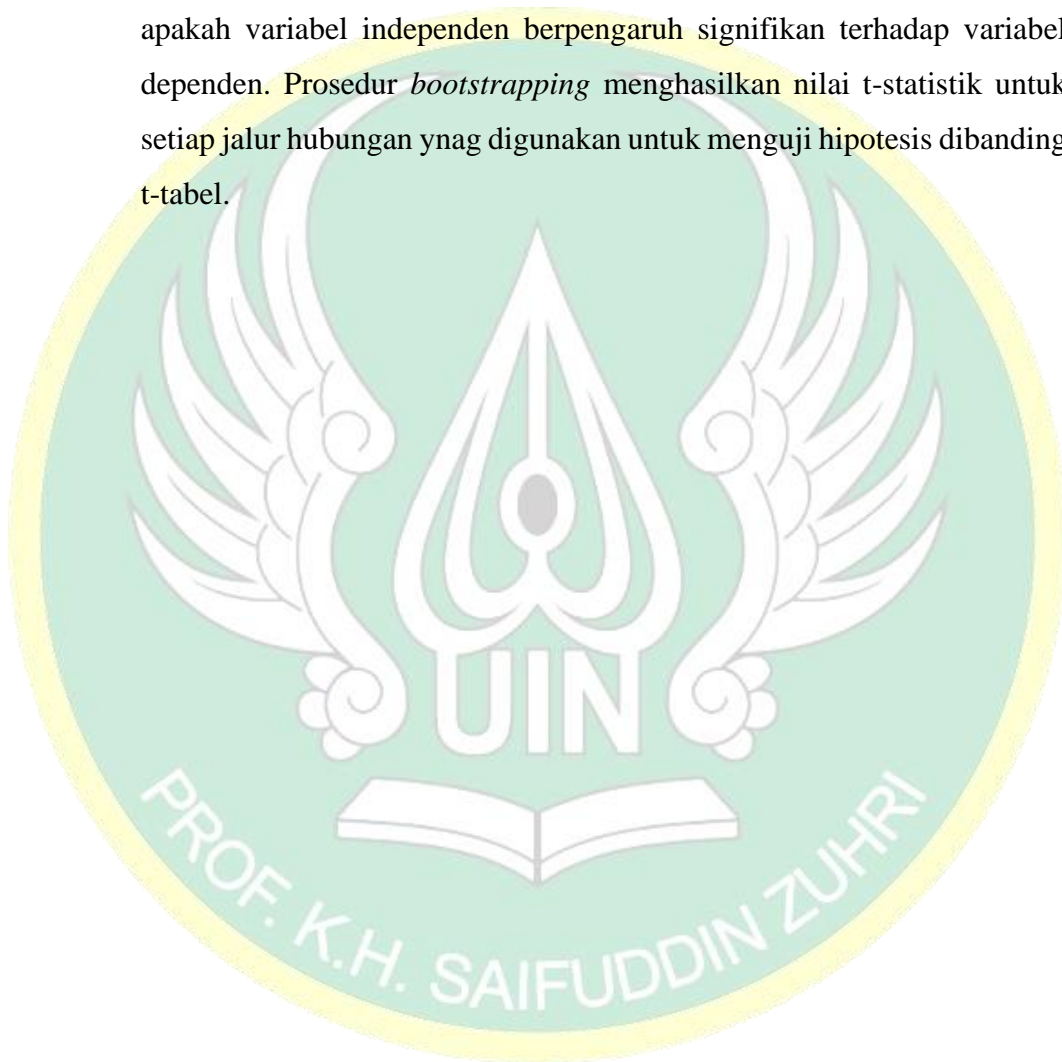 apakah variabel independen berpengaruh signifikan terhadap variabel
dependen. Prosedur bootstrapping menghasilkan nilai t-statistik untuk
setiap jalur hubungan ynag digunakan untuk menguji hipotesis dibanding
t-tabel.
UIN
PROF. K.H. SAIFUDDIN ZUHRI